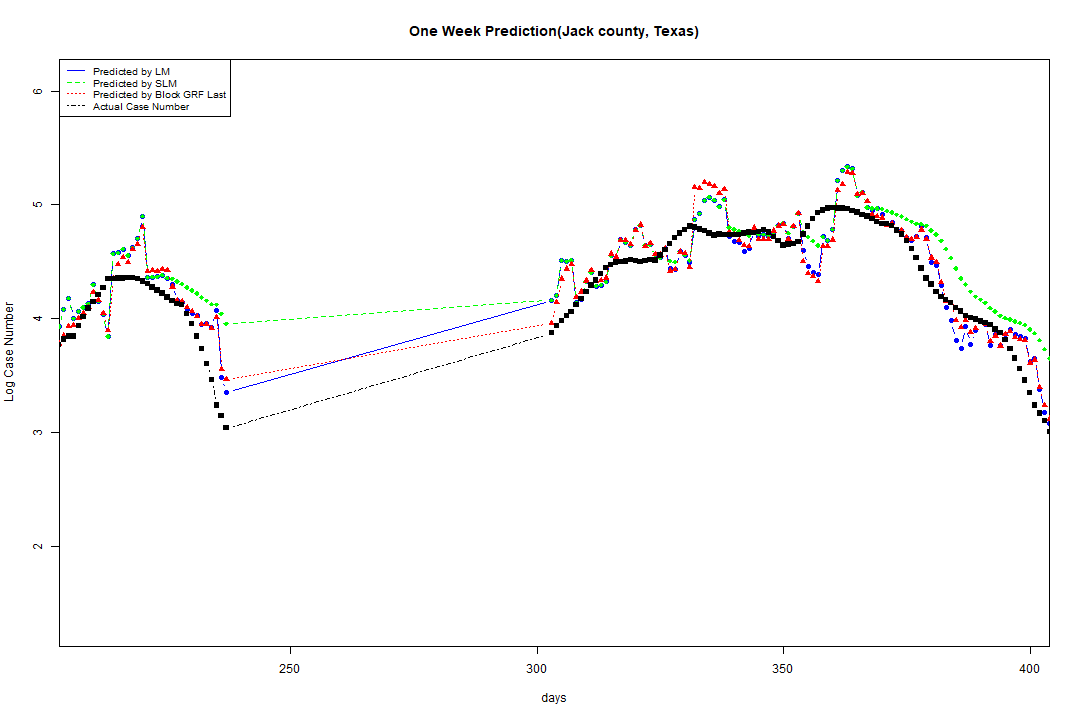 One Week Prediction(Jack county, Texas)
Predicted by LM
Predicted by SLM
Predicted by Block GRF Last
Actual Case Number
6
5
4
3
2
Log Case Number
250
300
350
400
days